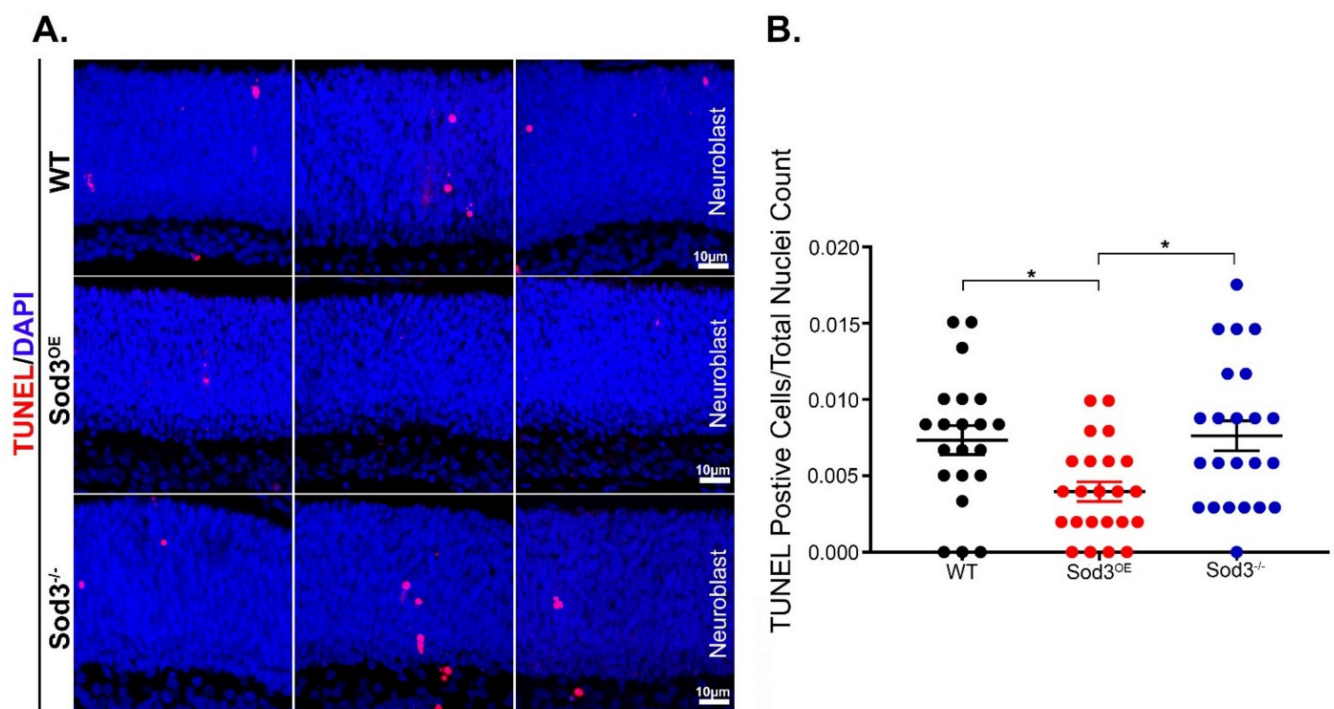 A.
TUNEL/DAPI
WT
Neuroblast
10µm
Sod3OE
Neuroblast
10µm
Sod3-/-
Neuroblast
10µm
B.
TUNEL Postive Cells/Total Nuclei Count
0.020
0.015
0.010
0.005
0.000
*
*
WT
Sod3OE
Sod3-/-